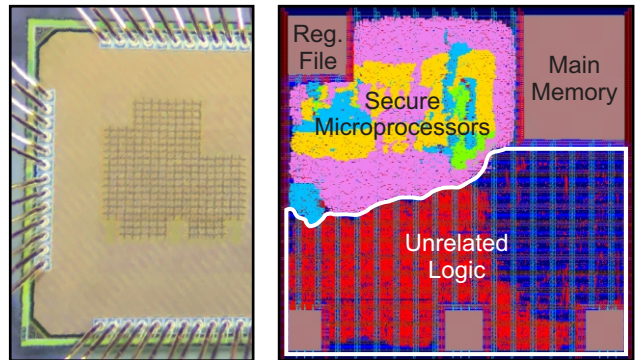 Reg.
File
Main
Memory
Secure
Microprocessors
Unrelated
Logic